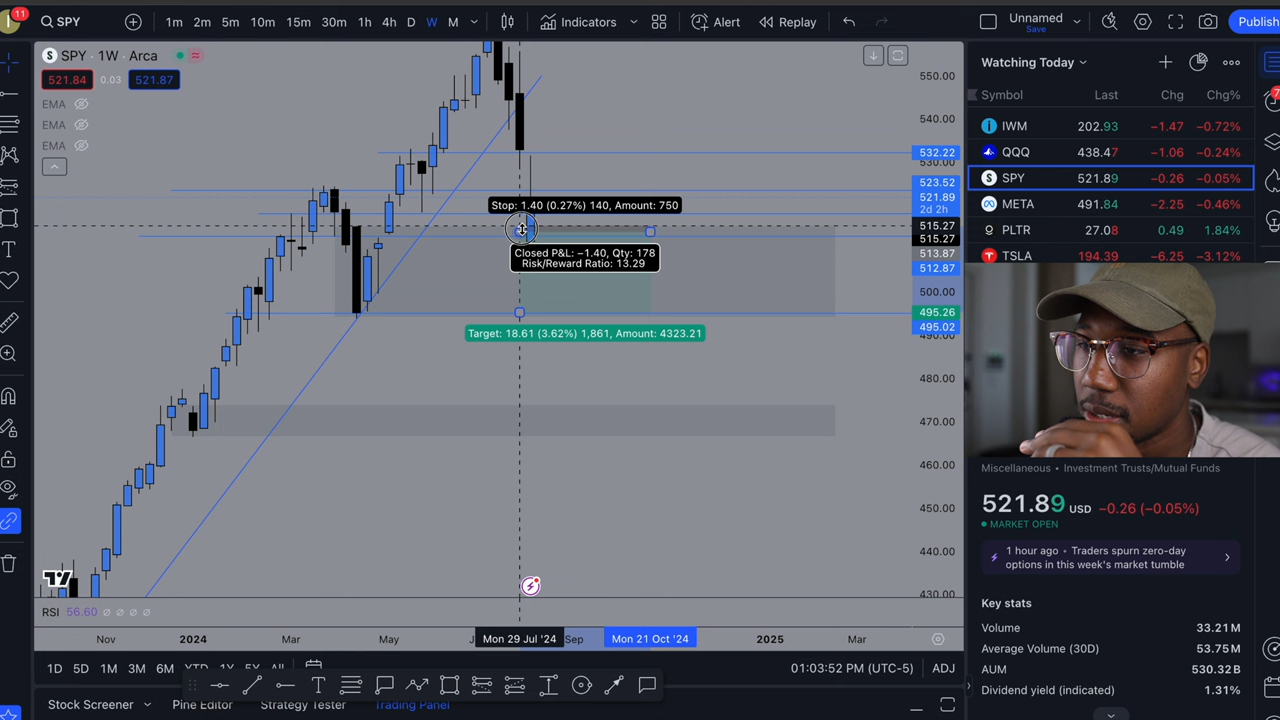 11
SPY
1m 2m 5m 10m 15m 30m 1h 4h D W M
Indicators
Alert
Replay
Unnamed
Save
Publish
SPY · 1W · Arca
521.84 0.03 521.87
EMA
EMA
EMA
550.00
540.00
532.22
530.00
523.52
521.89
2d 2h
515.27
515.27
513.87
512.87
500.00
495.26
495.02
490.00
480.00
470.00
460.00
450.00
440.00
430.00
Stop: 1.40 (0.27%) 140, Amount: 750
Closed P&L: −1.40, Qty: 178
Risk/Reward Ratio: 13.29
Target: 18.61 (3.62%) 1,861, Amount: 4323.21
RSI 56.60
Nov 2024 Mar May Mon 29 Jul '24 Sep Mon 21 Oct '24 2025 Mar
1D 5D 1M 3M 6M YTD 1Y 5Y All
01:03:52 PM (UTC-5) ADJ
Stock Screener Pine Editor Strategy Tester Trading Panel
Watching Today
Symbol Last Chg Chg%
IWM 202.93 −1.47 −0.72%
QQQ 438.47 −1.06 −0.24%
SPY 521.89 −0.26 −0.05%
META 491.84 −2.25 −0.46%
PLTR 27.08 0.49 1.84%
TSLA 194.39 −6.25 −3.12%
7
Miscellaneous • Investment Trusts/Mutual Funds
521.89 USD −0.26 (−0.05%)
MARKET OPEN
1 hour ago • Traders spurn zero-day
options in this week's market tumble
Key stats
Volume 33.21M
Average Volume (30D) 53.75M
AUM 530.32B
Dividend yield (indicated) 1.31%